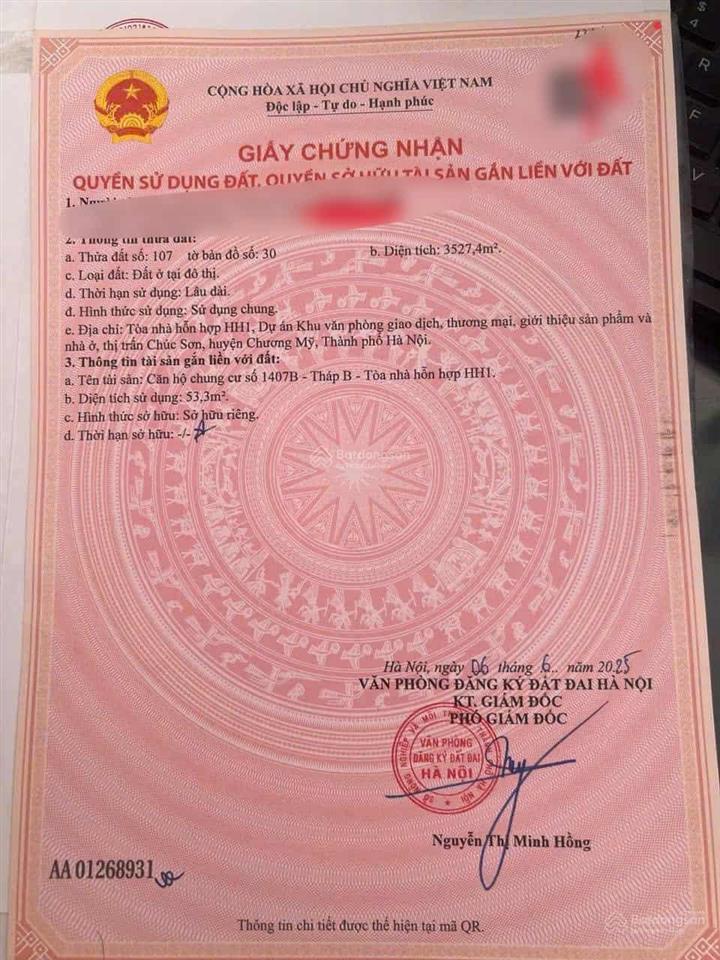 CỘNG HÒA XÃ HỘI CHỦ NGHĨA VIỆT NAM
Độc lập - Tự do - Hạnh phúc
GIẤY CHỨNG NHẬN
QUYỀN SỬ DỤNG ĐẤT, QUYỀN SỞ HỮU TÀI SẢN GẮN LIỀN VỚI ĐẤT
1.
2. Thông tin thửa đất:
a. Thửa đất số: 107 tờ bản đồ số: 30 b. Diện tích: 3527,4m².
c. Loại đất: Đất ở tại đô thị.
d. Thời hạn sử dụng: Lâu dài.
đ. Hình thức sử dụng: Sử dụng chung.
e. Địa chỉ: Tòa nhà hỗn hợp HH1, Dự án Khu văn phòng giao dịch, thương mại, giới thiệu sản phẩm và
nhà ở, thị trấn Chúc Sơn, huyện Chương Mỹ, Thành phố Hà Nội.
3. Thông tin tài sản gắn liền với đất:
a. Tên tài sản: Căn hộ chung cư số 1407B - Tháp B - Tòa nhà hỗn hợp HH1.
b. Diện tích sử dụng: 53,3m².
c. Hình thức sở hữu: Sở hữu riêng.
d. Thời hạn sở hữu: -/-
Batdongsan
Hà Nội, ngày 06 tháng 6.. năm 2025
VĂN PHÒNG ĐĂNG KÝ ĐẤT ĐAI HÀ NỘI
KT. GIÁM ĐỐC
PHÓ GIÁM ĐỐC
VĂN PHÒNG
ĐĂNG KÝ ĐẤT ĐAI
HÀ NỘI
Nguyễn Thị Minh Hồng
AA 01268931
Batdongsan
Thông tin chi tiết được thể hiện tại mã QR.